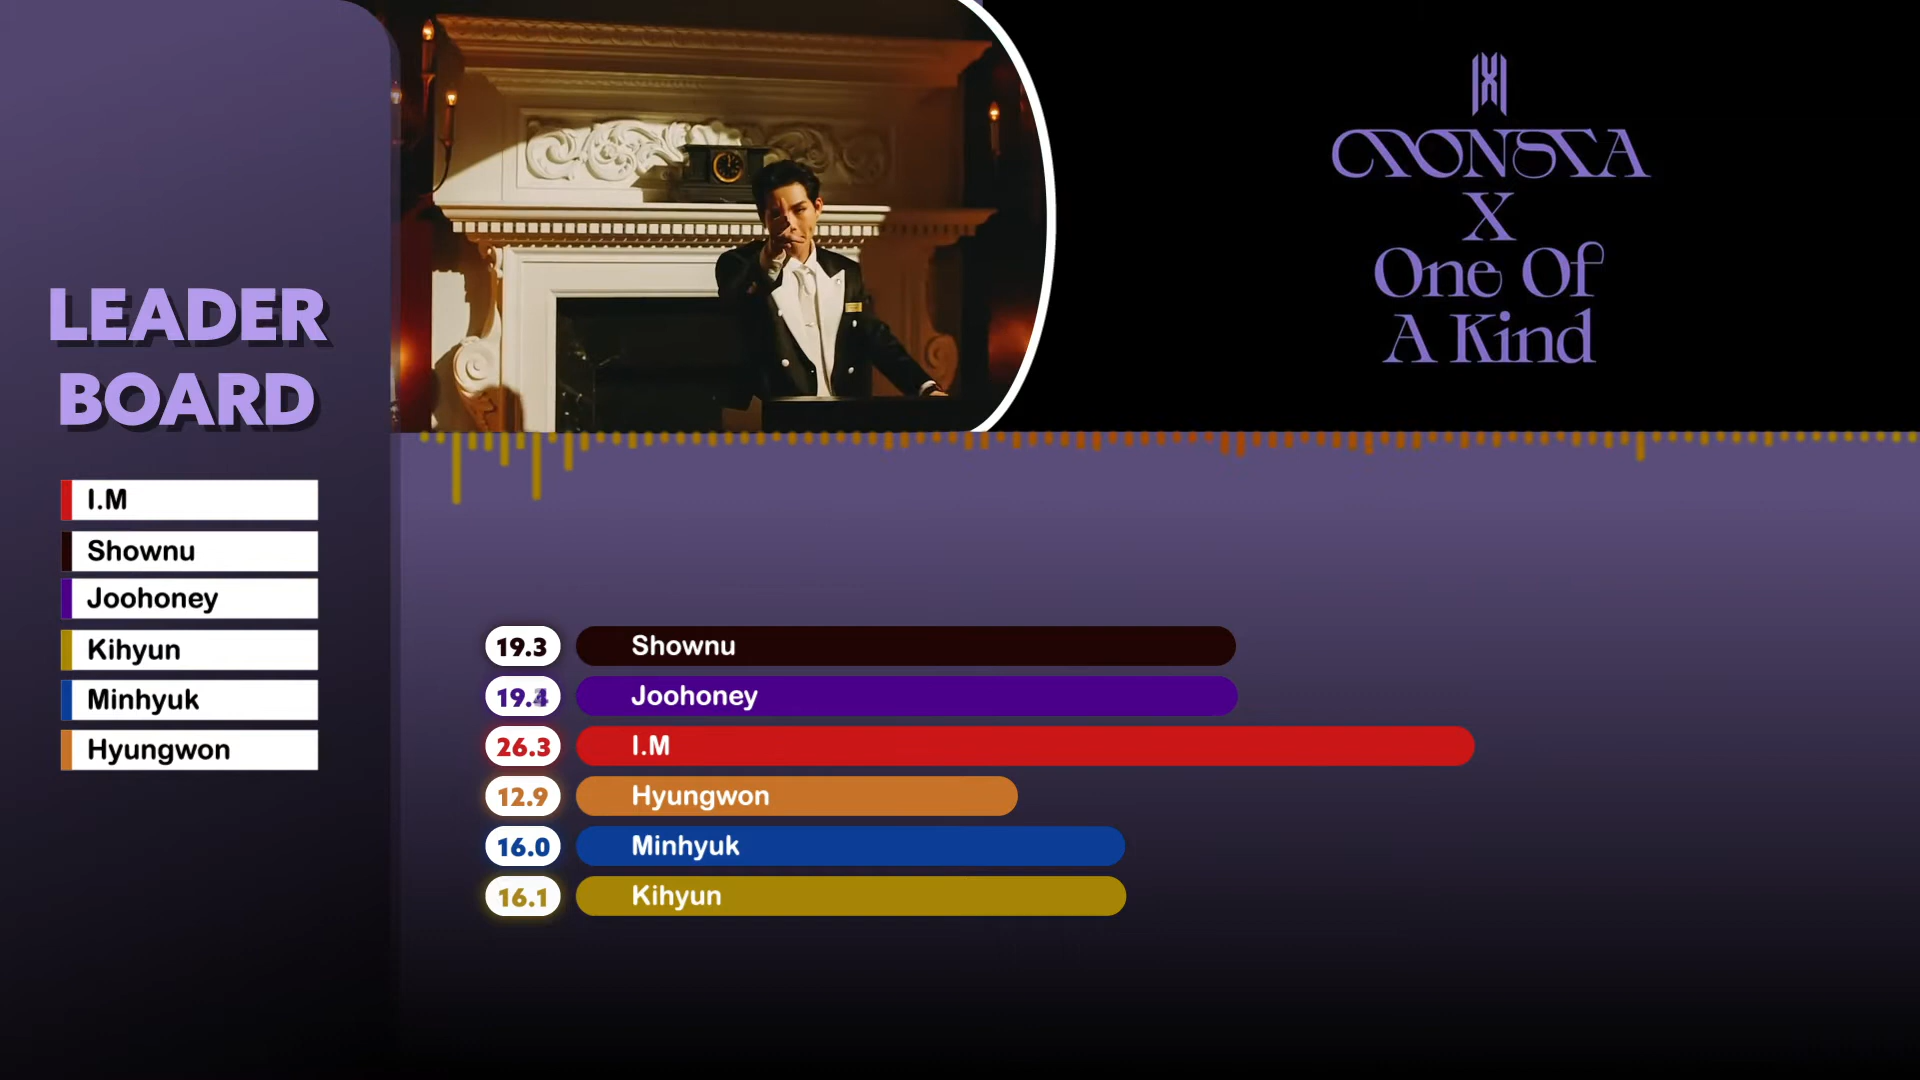 MONSTA
X
One Of
A Kind
LEADER
BOARD
I.M
Shownu
Joohoney
Kihyun
Minhyuk
Hyungwon
19.3 Shownu
Joohoney
26.3 I.M
12.9 Hyungwon
16.0 Minhyuk
16.1 Kihyun